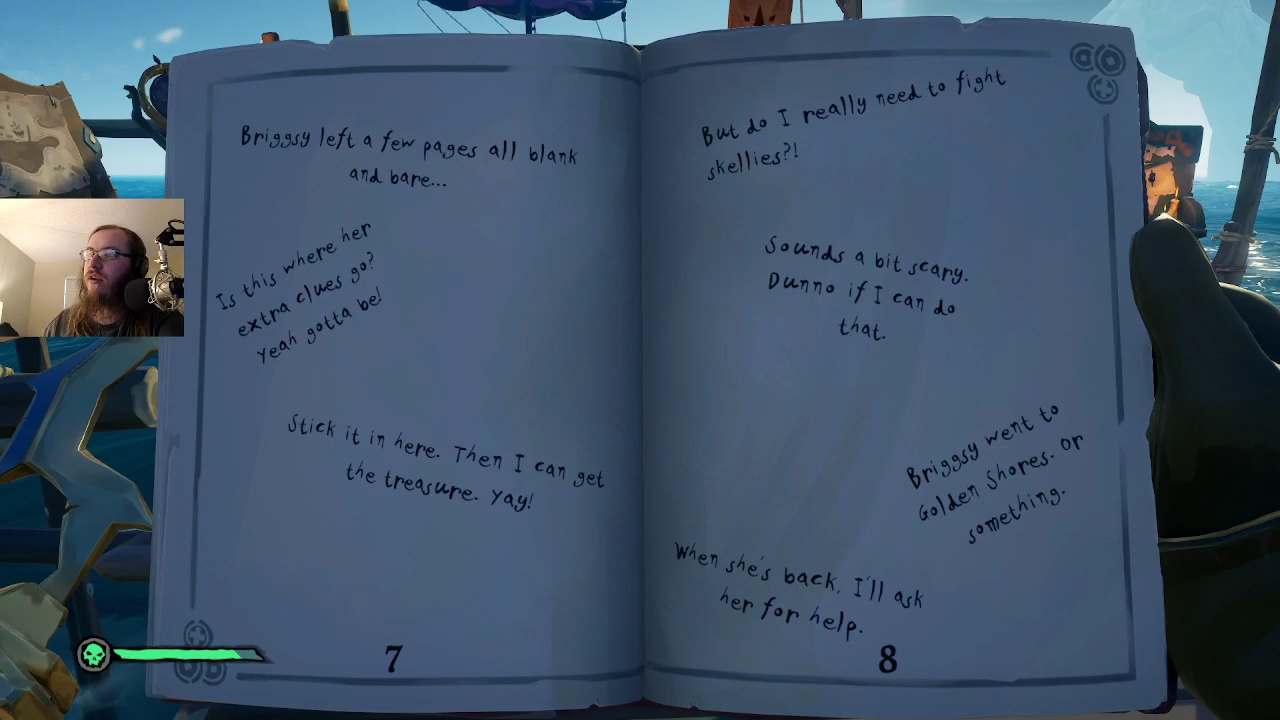 Briggsy left a few pages all blank
and bare...
Is this where her
extra clues go?
Yeah gotta be!
Stick it in here. Then I can get
the treasure. Yay!
7
But do I really need to fight
skellies?!
Sounds a bit scary.
Dunno if I can do
that.
Briggsy went to
Golden Shores. Or
something.
When she's back, I'll ask
her for help.
8